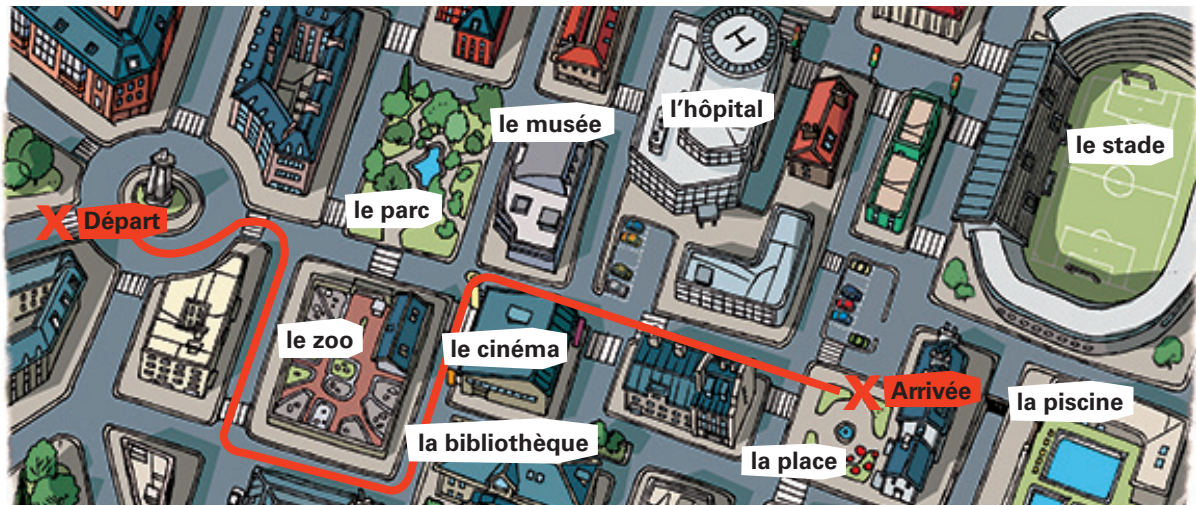 le musée
l'hôpital
le stade
le parc
X Départ
le zoo
le cinéma
X Arrivée
la piscine
la bibliothèque
la place
H